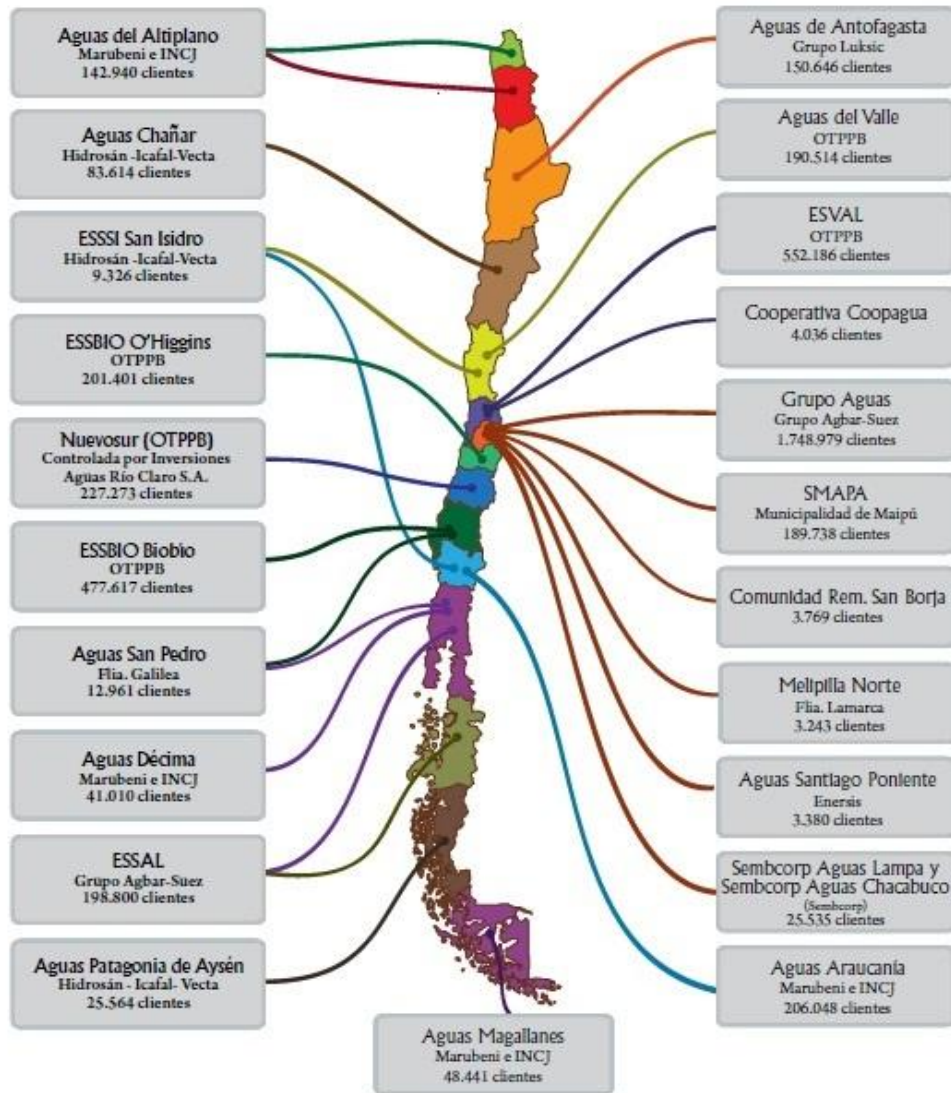 Aguas del Altiplano
Marubeni e INCJ
142.940 clientes
Aguas Chañar
Hidrosán -Icafal-Vecta
83.614 clientes
ESSSI San Isidro
Hidrosán -Icafal-Vecta
9.326 clientes
ESSBIO O'Higgins
OTPPB
201.401 clientes
Nuevosur (OTPPB)
Controlada por Inversiones
Aguas Río Claro S.A.
227.273 clientes
ESSBIO Biobio
OTPPB
477.617 clientes
Aguas San Pedro
Flia. Galilea
12.961 clientes
Aguas Décima
Marubeni e INCJ
41.010 clientes
ESSAL
Grupo Agbar-Suez
198.800 clientes
Aguas Patagonia de Aysén
Hidrosán - Icafal- Vecta
25.564 clientes
Aguas de Antofagasta
Grupo Luksic
150.646 clientes
Aguas del Valle
OTPPB
190.514 clientes
ESVAL
OTPPB
552.186 clientes
Cooperativa Coopagua
4.036 clientes
Grupo Aguas
Grupo Agbar-Suez
1.748.979 clientes
SMAPA
Municipalidad de Maipú
189.738 clientes
Comunidad Rem. San Borja
3.769 clientes
Melipilla Norte
Flia. Lamarca
3.243 clientes
Aguas Santiago Poniente
Enersis
3.380 clientes
Sembcorp Aguas Lampa y
Sembcorp Aguas Chacabuco
(Sembcorp)
25.535 clientes
Aguas Araucanía
Marubeni e INCJ
206.048 clientes
Aguas Magallanes
Marubeni e INCJ
48.441 clientes